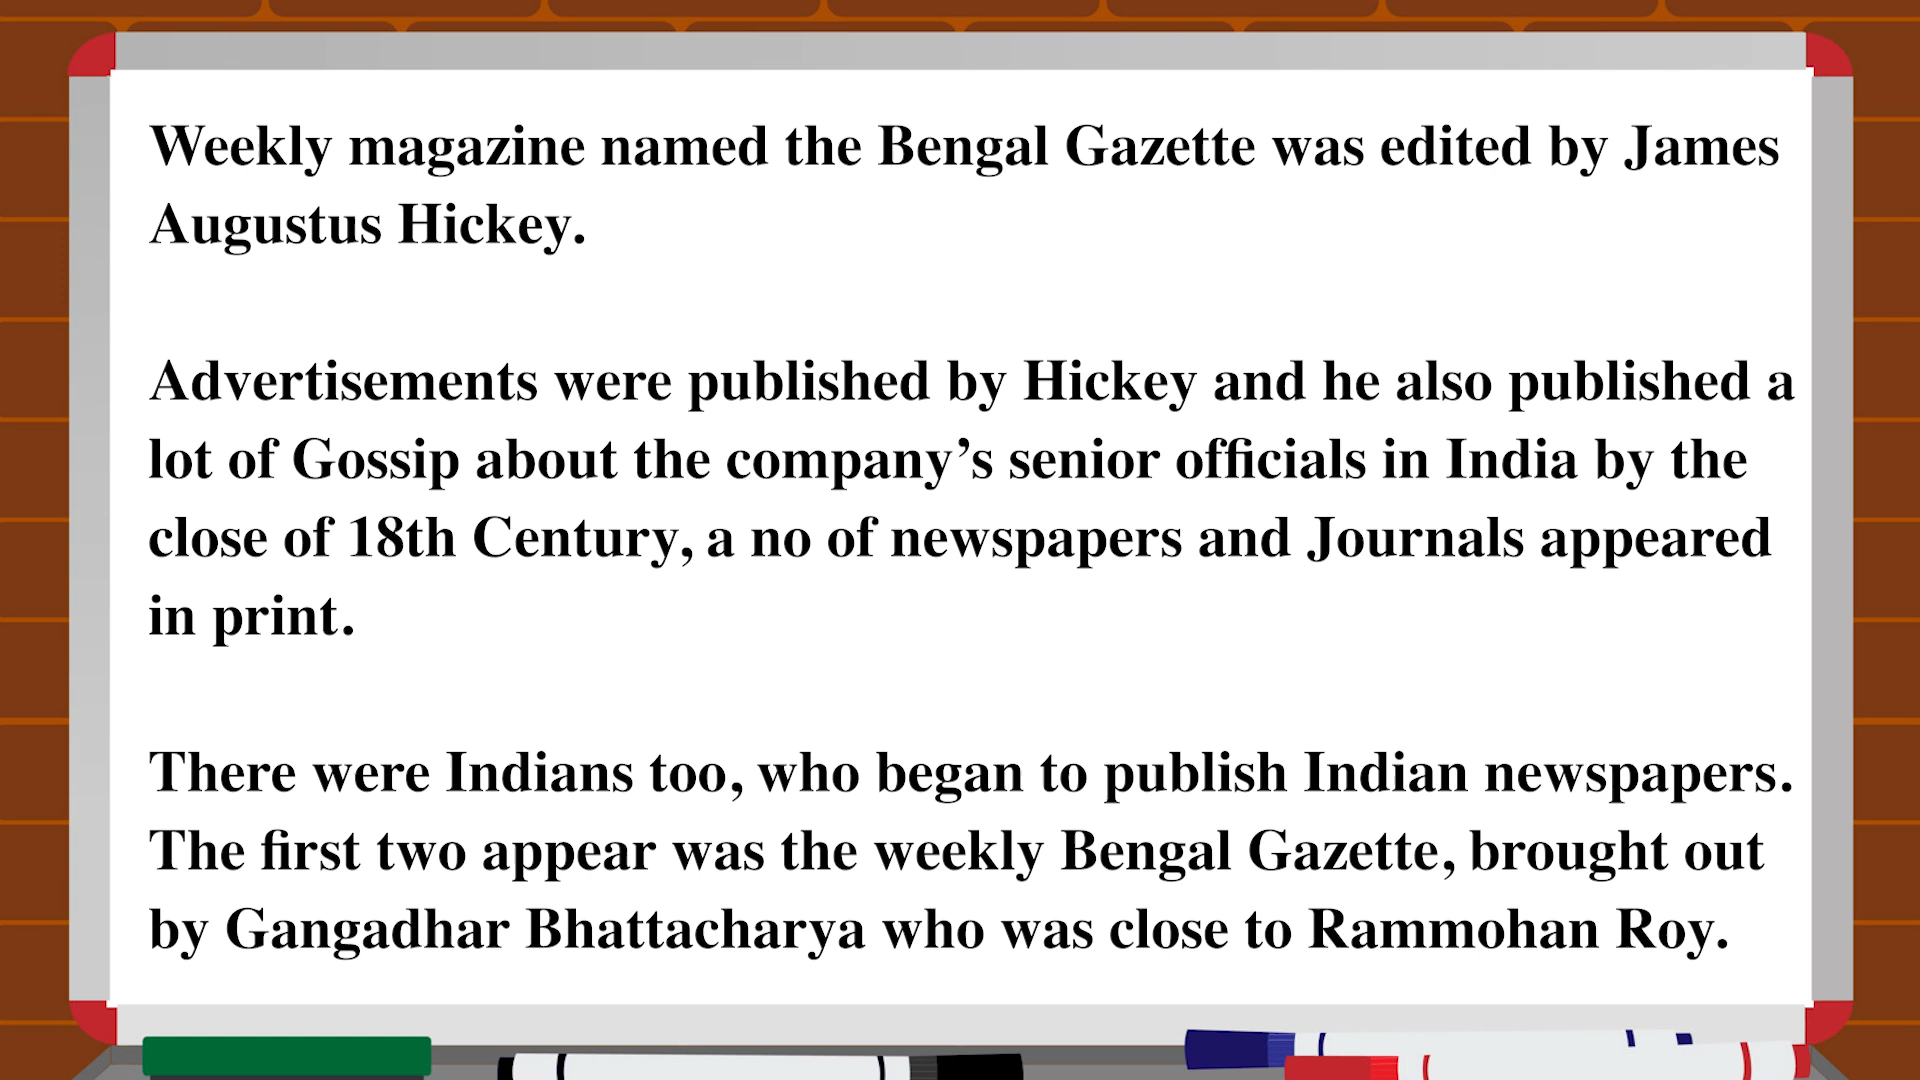 Weekly magazine named the Bengal Gazette was edited by James
Augustus Hickey.
Advertisements were published by Hickey and he also published a
lot of Gossip about the company’s senior officials in India by the
close of 18th Century, a no of newspapers and Journals appeared
in print.
There were Indians too, who began to publish Indian newspapers.
The first two appear was the weekly Bengal Gazette, brought out
by Gangadhar Bhattacharya who was close to Rammohan Roy.